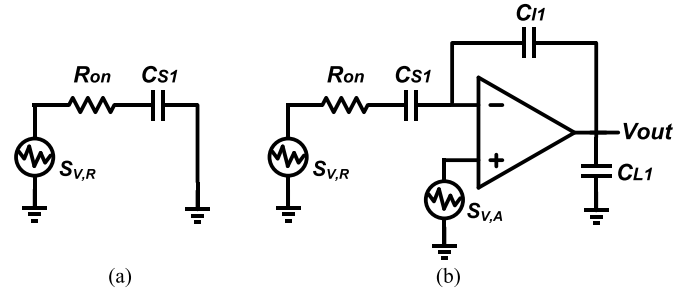 Ron CS1
SV,R
(a)
CI1
Ron CS1
− Vout
+
SV,R
SV,A
CL1
(b)